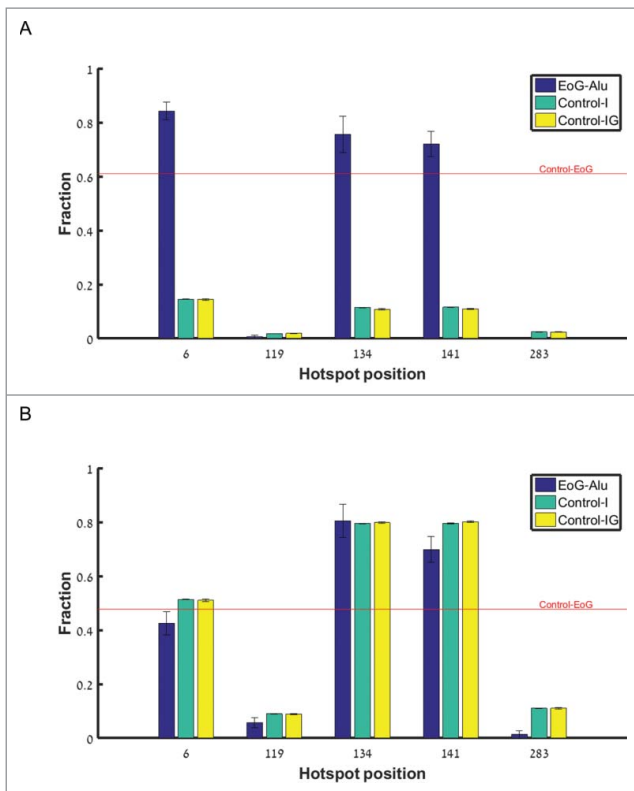 A
1
0.8
0.6
0.4
0.2
0
Fraction
EoG-Alu
Control-I
Control-IG
Control-EoG
6 119 134 141 283
Hotspot position
B
1
0.8
0.6
0.4
0.2
0
Fraction
EoG-Alu
Control-I
Control-IG
Control-EoG
6 119 134 141 283
Hotspot position